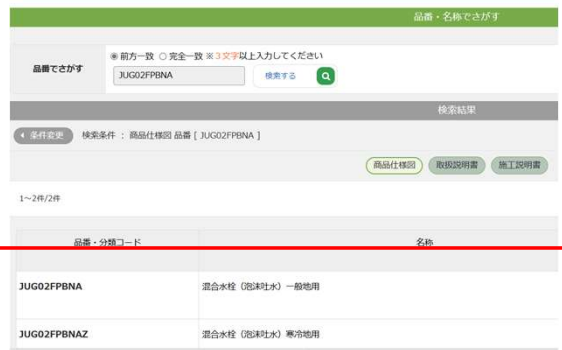 品番・名称でさがす
品番でさがす
前方一致 完全一致 ※3文字以上入力してください
JUG02FPBNA 検索する
検索結果
条件変更 検索条件 : 商品仕様図 品番 [ JUG02FPBNA ]
商品仕様図 取扱説明書 施工説明書
1~2件/2件
品番・分類コード 名称
JUG02FPBNA 混合水栓（泡沫吐水）一般地用
JUG02FPBNAZ 混合水栓（泡沫吐水）寒冷地用